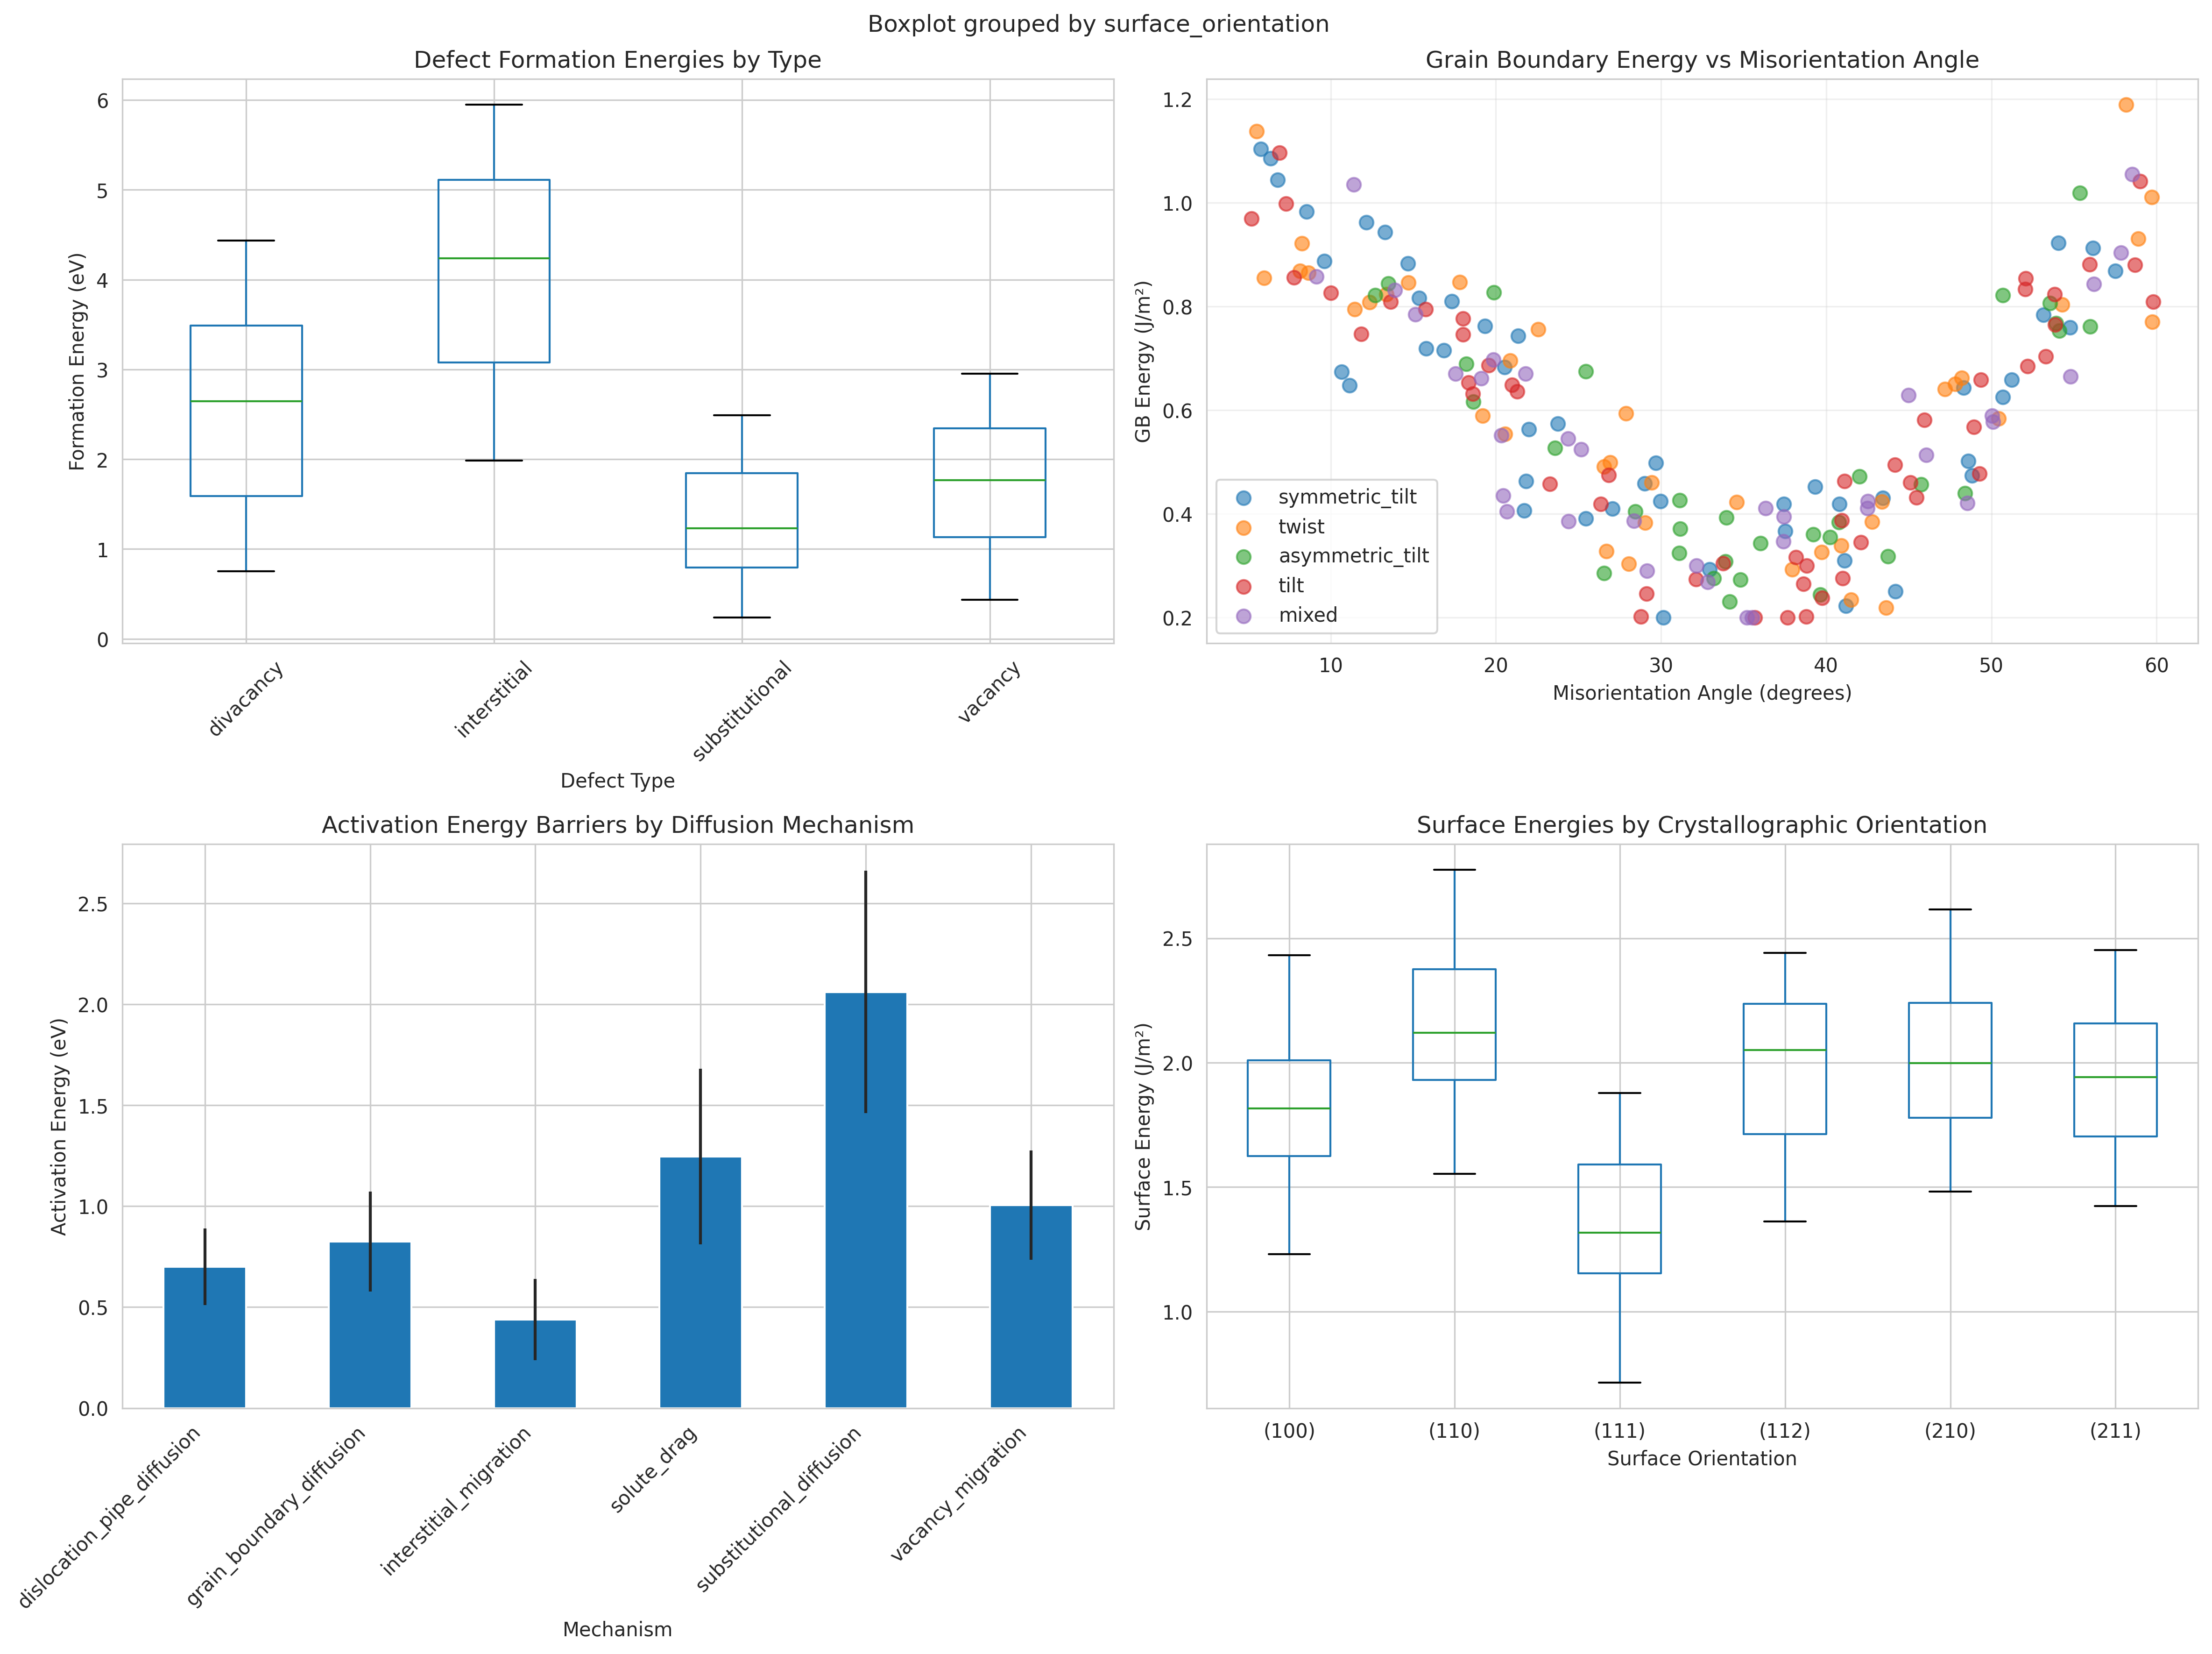 Boxplot grouped by surface_orientation
Defect Formation Energies by Type
Formation Energy (eV)
6
5
4
3
2
1
0
divacancy
interstitial
substitutional
vacancy
Defect Type
Grain Boundary Energy vs Misorientation Angle
GB Energy (J/m²)
1.2
1.0
0.8
0.6
0.4
0.2
symmetric_tilt
twist
asymmetric_tilt
tilt
mixed
10
20
30
40
50
60
Misorientation Angle (degrees)
Activation Energy Barriers by Diffusion Mechanism
Activation Energy (eV)
2.5
2.0
1.5
1.0
0.5
0.0
dislocation_pipe_diffusion
grain_boundary_diffusion
interstitial_migration
solute_drag
substitutional_diffusion
vacancy_migration
Mechanism
Surface Energies by Crystallographic Orientation
Surface Energy (J/m²)
2.5
2.0
1.5
1.0
(100)
(110)
(111)
(112)
(210)
(211)
Surface Orientation